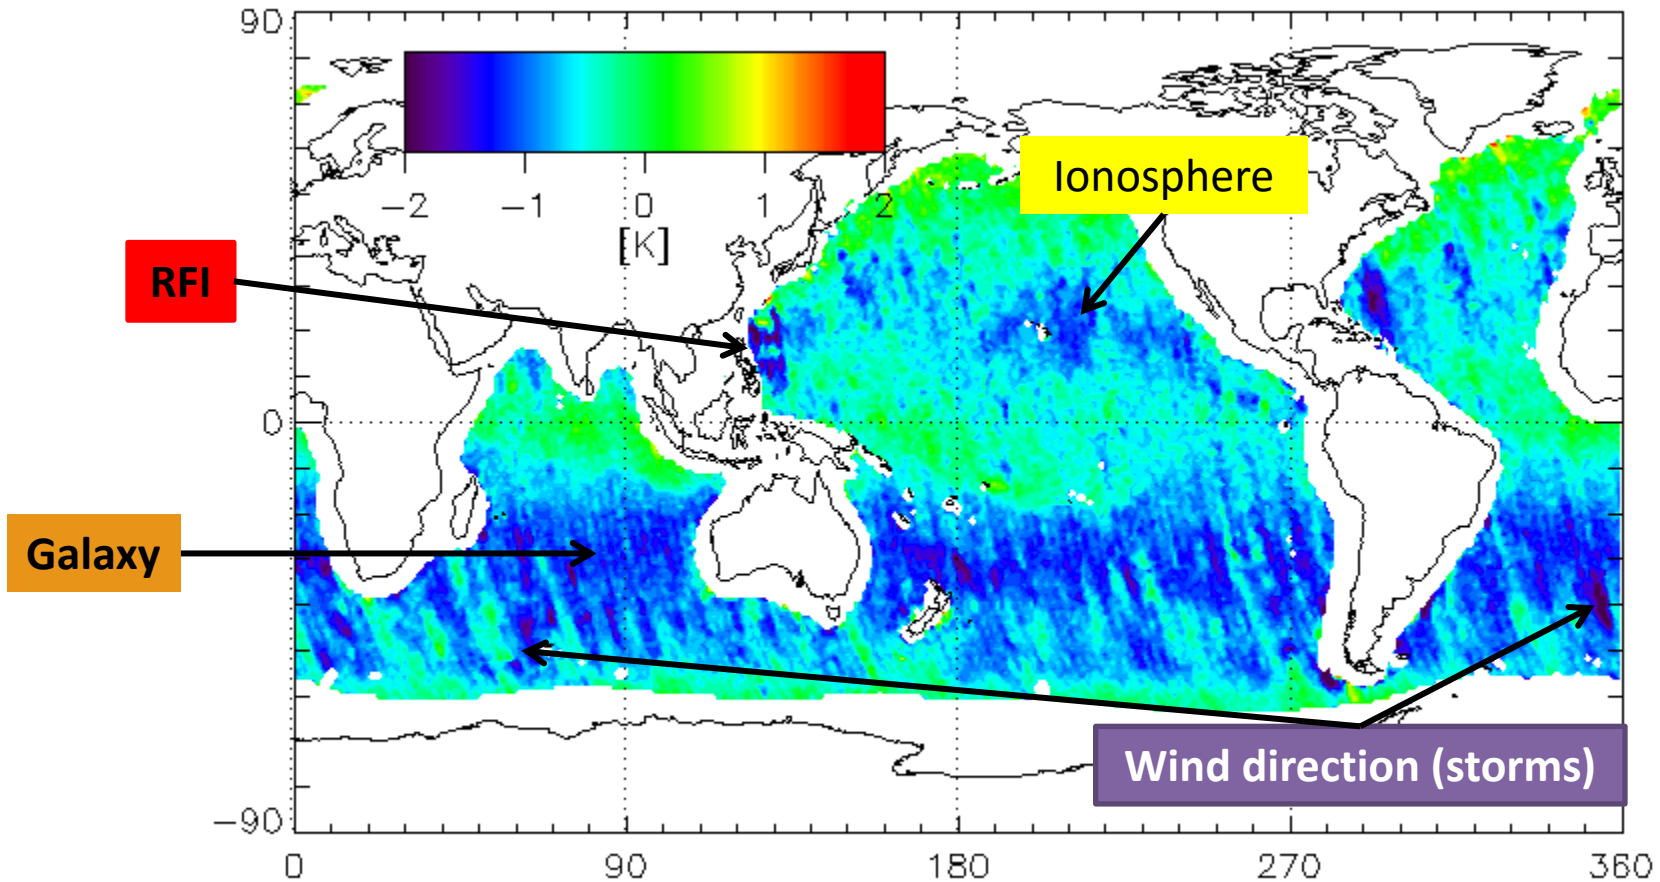 90
Ionosphere
−2 −1 0 1 2
[K]
RFI
0
Galaxy
Wind direction (storms)
−90
0 90 180 270 360